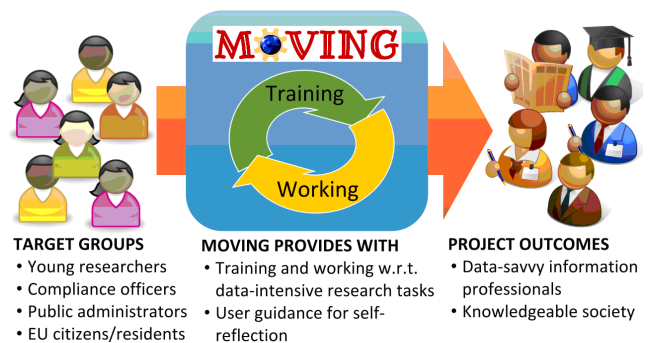 MOVING
Training
Working
TARGET GROUPS
• Young researchers
• Compliance officers
• Public administrators
• EU citizens/residents
MOVING PROVIDES WITH
• Training and working w.r.t.
data-intensive research tasks
• User guidance for self-
reflection
PROJECT OUTCOMES
• Data-savvy information
professionals
• Knowledgeable society